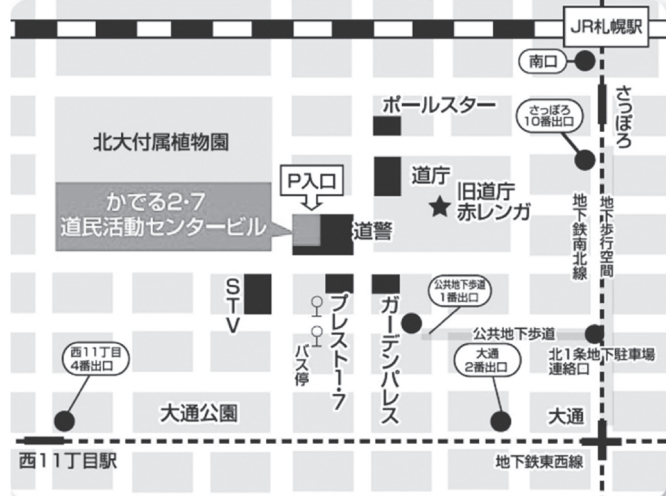 JR札幌駅
南口
さっぽろ
ポールスター
さっぽろ
10番出口
北大付属植物園
P入口
道庁
旧道庁
赤レンガ
かでる2・7
道民活動センタービル
道警
地下鉄南北線
地下歩行空間
STV
プレスト1・7
ガーデンパレス
公共地下歩道
1番出口
バス停
公共地下歩道
西11丁目
4番出口
大通
2番出口
北1条地下駐車場
連絡口
大通公園
大通
西11丁目駅
地下鉄東西線